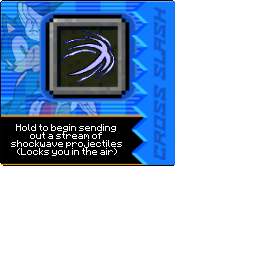 CROSS SLASH
Hold to begin sending
out a stream of
shockwave projectiles
(Locks you in the air)